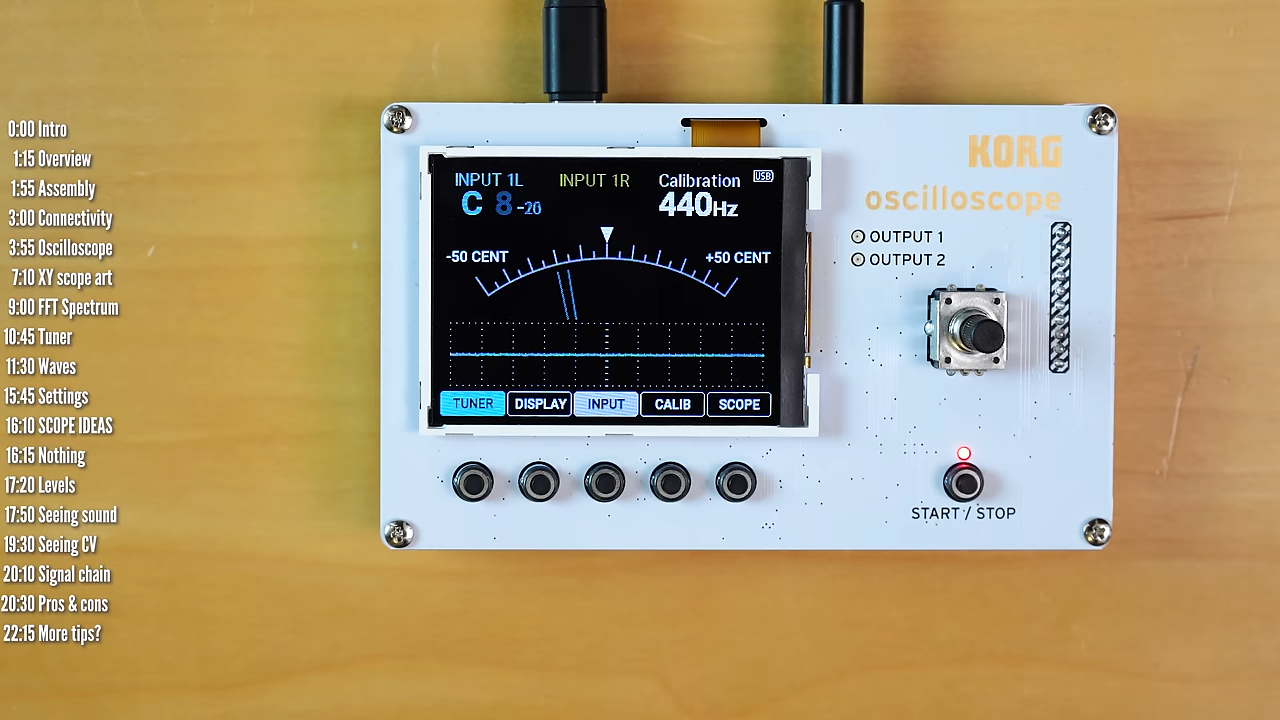 0:00 Intro
1:15 Overview
1:55 Assembly
3:00 Connectivity
3:55 Oscilloscope
7:10 XY scope art
9:00 FFT Spectrum
10:45 Tuner
11:30 Waves
15:45 Settings
16:10 SCOPE IDEAS
16:15 Nothing
17:20 Levels
17:50 Seeing sound
19:30 Seeing CV
20:10 Signal chain
20:30 Pros & cons
22:15 More tips?
INPUT 1L INPUT 1R Calibration USB
C 8 -26 440Hz
-50 CENT +50 CENT
TUNER DISPLAY INPUT CALIB SCOPE
KORG
oscilloscope
OUTPUT 1
OUTPUT 2
START / STOP